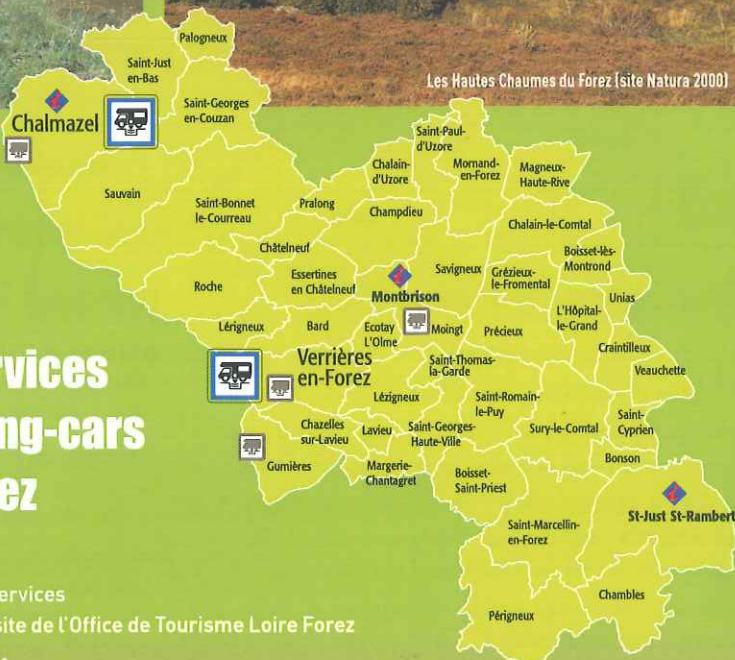 Les Hautes Chaumes du Forez (site Natura 2000)
Palogneux
Saint-Just
en-Bas
Saint-Georges
en-Couzan
Chalmazel
Sauvain
Saint-Bonnet
le-Courreau
Saint-Paul-
d'Uzore
Chalain-
d'Uzore
Mornand-
en-Forez
Magneux-
Haute-Rive
Pralong
Champdieu
Chalain-le-Comtal
Châtelneuf
Boisset-lès-
Montrond
Roche
Essertines
en Châtelneuf
Savigneux
Grézieux-
le-Fromental
Montbrison
Unias
L'Hôpital-
le-Grand
Lérigneux
Bard
Ecotay
L'Olme
Moingt
Précieux
Craintilleux
Veauchette
Verrières
en-Forez
Saint-Thomas-
la-Garde
Lézigneux
Saint-Romain-
le-Puy
Chazelles
sur-Lavieu
Lavieu
Saint-Georges-
Haute-Ville
Sury-le-Comtal
Saint-
Cyprien
Gumières
Margerie-
Chantagret
Boisset-
Saint-Priest
Bonson
St-Just St-Rambert
Saint-Marcellin-
en-Forez
Périgneux
Chambles
rvices
ng-cars
ez
ervices
site de l'Office de Tourisme Loire Forez